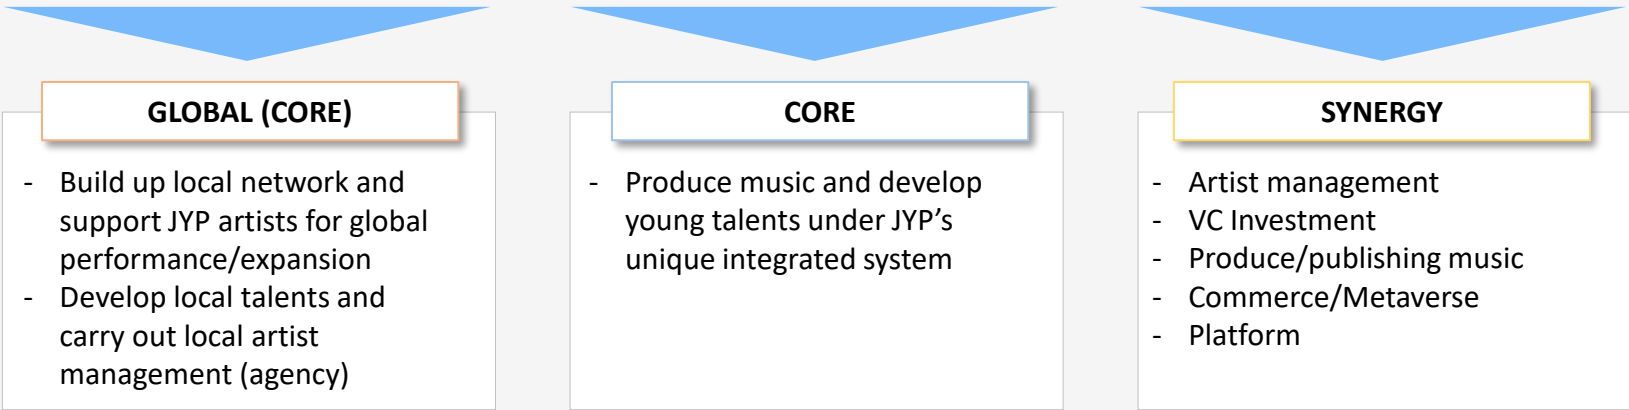 GLOBAL (CORE)
- Build up local network and
support JYP artists for global
performance/expansion
- Develop local talents and
carry out local artist
management (agency)
CORE
- Produce music and develop
young talents under JYP’s
unique integrated system
SYNERGY
- Artist management
- VC Investment
- Produce/publishing music
- Commerce/Metaverse
- Platform